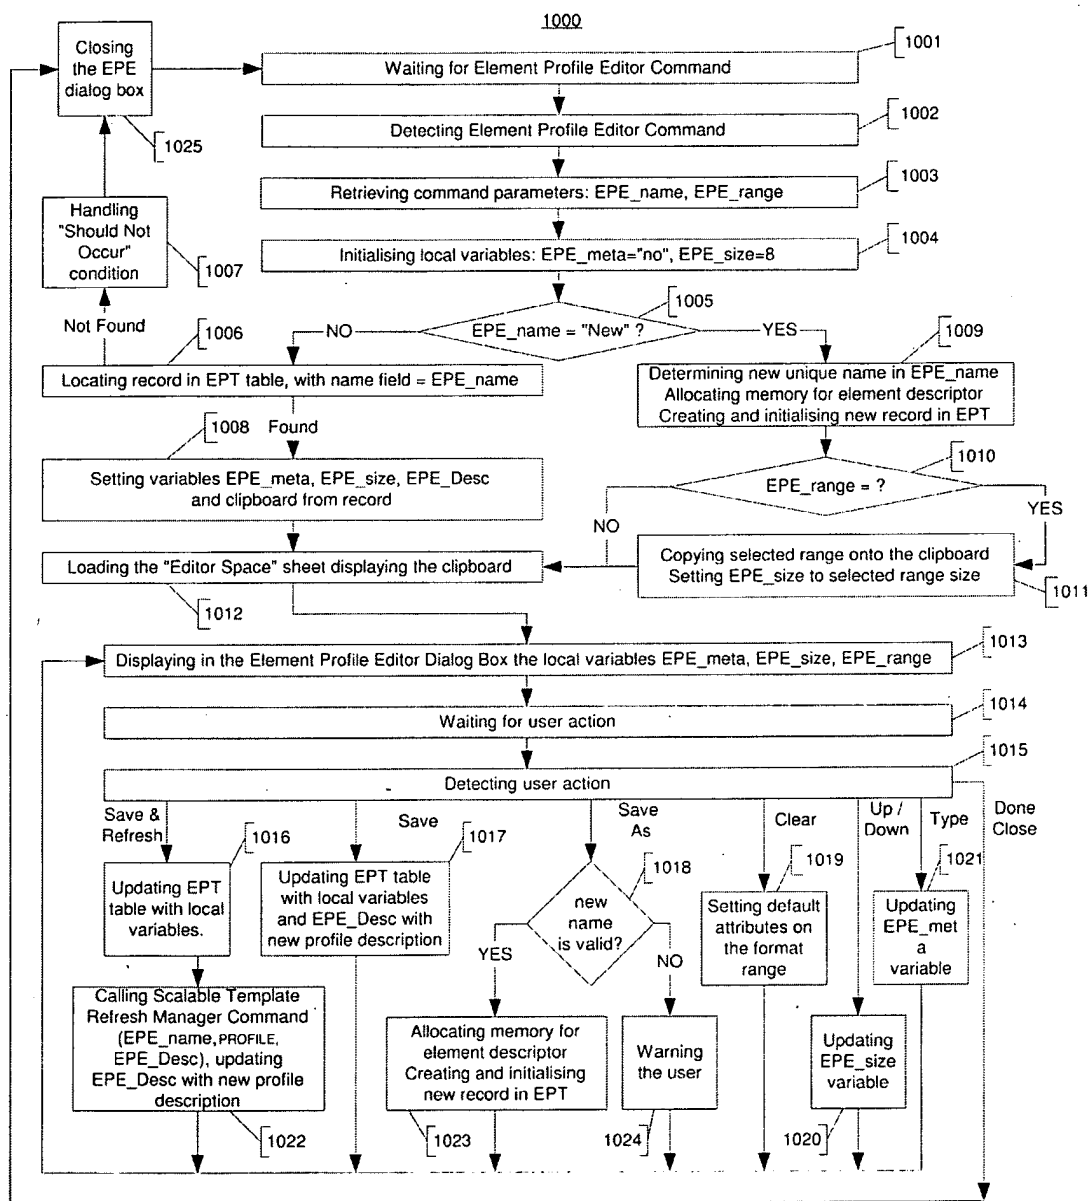 1000
Closing
the EPE
dialog box
1025
Waiting for Element Profile Editor Command
1001
Detecting Element Profile Editor Command
1002
Retrieving command parameters: EPE_name, EPE_range
1003
Initialising local variables: EPE_meta="no", EPE_size=8
1004
Handling
"Should Not
Occur"
condition
1007
Not Found
1006
NO
EPE_name = "New" ?
1005
YES
1009
Locating record in EPT table, with name field = EPE_name
Determining new unique name in EPE_name
Allocating memory for element descriptor
Creating and initialising new record in EPT
1008
Found
1010
Setting variables EPE_meta, EPE_size, EPE_Desc
and clipboard from record
EPE_range = ?
NO
YES
Loading the "Editor Space" sheet displaying the clipboard
Copying selected range onto the clipboard
Setting EPE_size to selected range size
1011
1012
Displaying in the Element Profile Editor Dialog Box the local variables EPE_meta, EPE_size, EPE_range
1013
Waiting for user action
1014
Detecting user action
1015
Save &
Refresh
1016
Save
1017
Save
As
1018
Clear
1019
Up /
Down
Type
1021
Done
Close
Updating EPT
table with local
variables.
Updating EPT table
with local variables
and EPE_Desc with
new profile description
new
name
is valid?
YES
NO
Setting default
attributes on
the format
range
Updating
EPE_met
a
variable
Calling Scalable Template
Refresh Manager Command
(EPE_name,PROFILE,
EPE_Desc), updating
EPE_Desc with new profile
description
1022
Allocating memory for
element descriptor
Creating and initialising
new record in EPT
1023
Warning
the user
1024
Updating
EPE_size
variable
1020